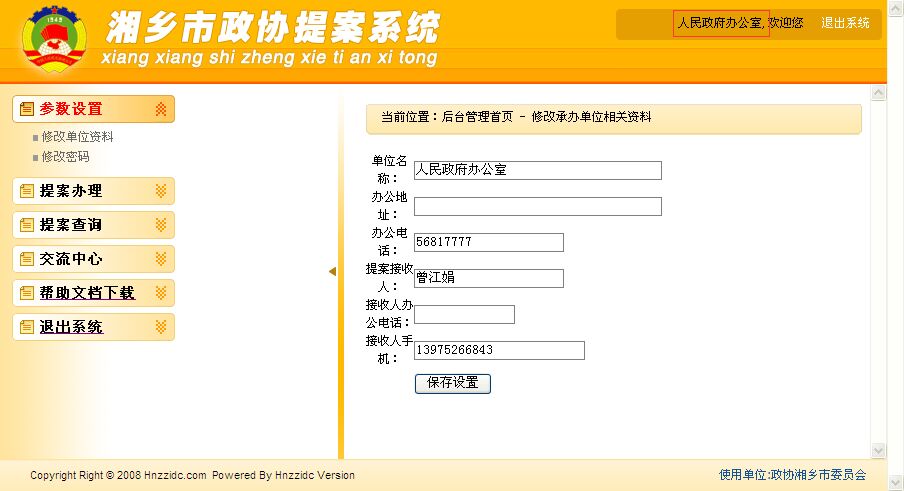 1949
湘乡市政协提案系统
xiang xiang shi zheng xie ti an xi tong
人民政府办公室, 欢迎您 退出系统
参数设置
修改单位资料
修改密码
提案办理
提案查询
交流中心
帮助文档下载
退出系统
当前位置：后台管理首页 - 修改承办单位相关资料
单位名
称： 人民政府办公室
办公地
址：
办公电
话： 56817777
提案接收
人： 曾江娟
接收人办
公电话：
接收人手
机： 13975266843
保存设置
Copyright Right © 2008 Hnzzidc.com Powered By Hnzzidc Version
使用单位:政协湘乡市委员会